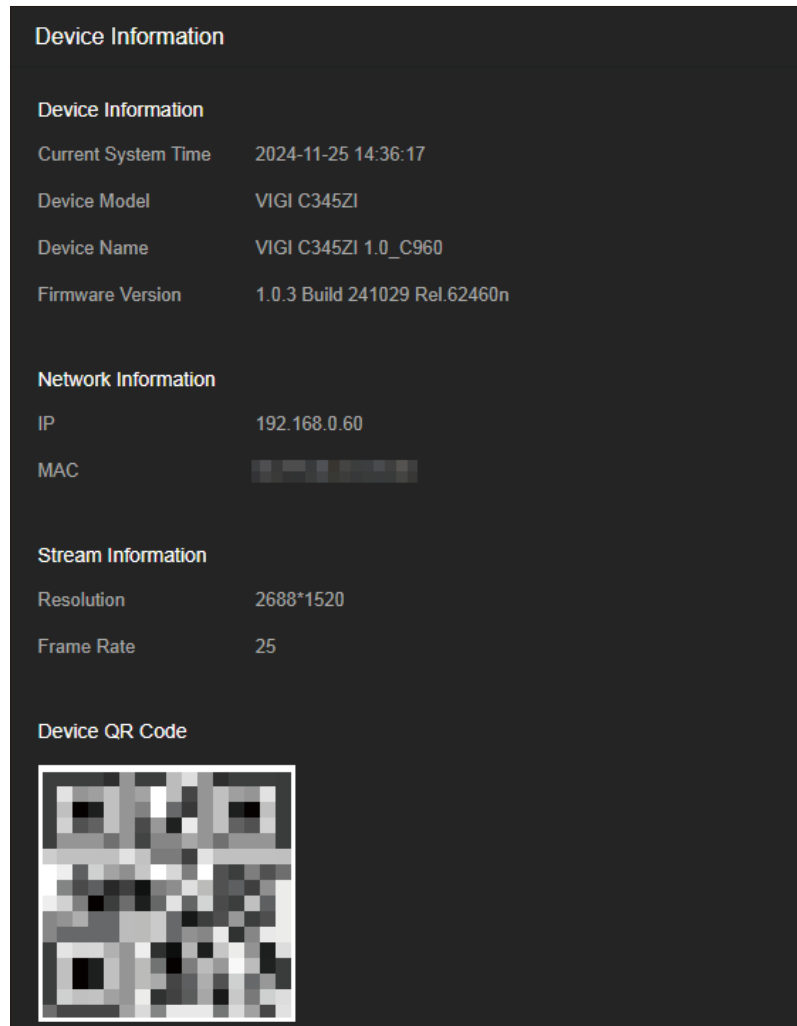 Device Information
Device Information
Current System Time 2024-11-25 14:36:17
Device Model VIGI C345ZI
Device Name VIGI C345ZI 1.0_C960
Firmware Version 1.0.3 Build 241029 Rel.62460n
Network Information
IP 192.168.0.60
MAC
Stream Information
Resolution 2688*1520
Frame Rate 25
Device QR Code